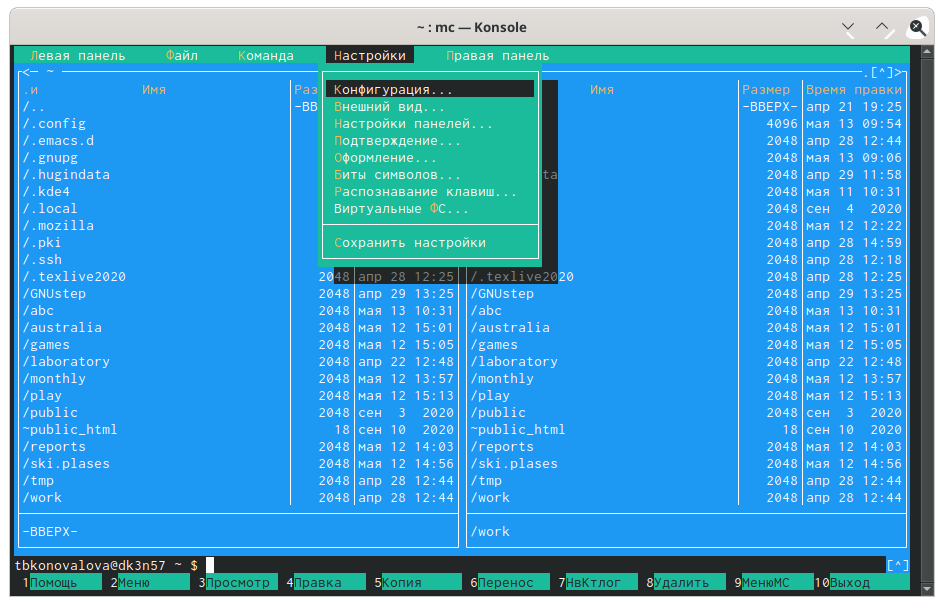 ~ : mc — Konsole
Левая панель Файл Команда Настройки Правая панель
<─ ~ .[^]>
.и Имя Раз Имя Размер Время правки
/.. -ВВ Конфигурация... -ВВЕРХ- апр 21 19:25
/.config Внешний вид... 4096 мая 13 09:54
/.emacs.d Настройки панелей... 2048 апр 28 12:44
/.gnupg Подтверждение... 2048 мая 13 09:06
/.hugindata Оформление... ta 2048 апр 29 11:58
/.kde4 Биты символов... 2048 мая 11 10:31
/.local Распознавание клавиш... 2048 сен 4 2020
/.mozilla Виртуальные ФС... 2048 мая 12 12:22
/.pki 2048 апр 28 14:59
/.ssh Сохранить настройки 2048 апр 28 12:18
/.texlive2020 2048 апр 28 12:25 /.texlive2020 2048 апр 28 12:25
/GNUstep 2048 апр 29 13:25 /GNUstep 2048 апр 29 13:25
/abc 2048 мая 13 10:31 /abc 2048 мая 13 10:31
/australia 2048 мая 12 15:01 /australia 2048 мая 12 15:01
/games 2048 мая 12 15:05 /games 2048 мая 12 15:05
/laboratory 2048 апр 22 12:48 /laboratory 2048 апр 22 12:48
/monthly 2048 мая 12 13:57 /monthly 2048 мая 12 13:57
/play 2048 мая 12 15:13 /play 2048 мая 12 15:13
/public 2048 сен 3 2020 /public 2048 сен 3 2020
~public_html 18 сен 10 2020 ~public_html 18 сен 10 2020
/reports 2048 мая 12 14:03 /reports 2048 мая 12 14:03
/ski.plases 2048 мая 12 14:56 /ski.plases 2048 мая 12 14:56
/tmp 2048 апр 28 12:44 /tmp 2048 апр 28 12:44
/work 2048 апр 28 12:44 /work 2048 апр 28 12:44
-ВВЕРХ- /work
tbkonovalova@dk3n57 ~ $ [^]
1Помощь 2Меню 3Просмотр 4Правка 5Копия 6Перенос 7НвКтлог 8Удалить 9МенюМС 10Выход